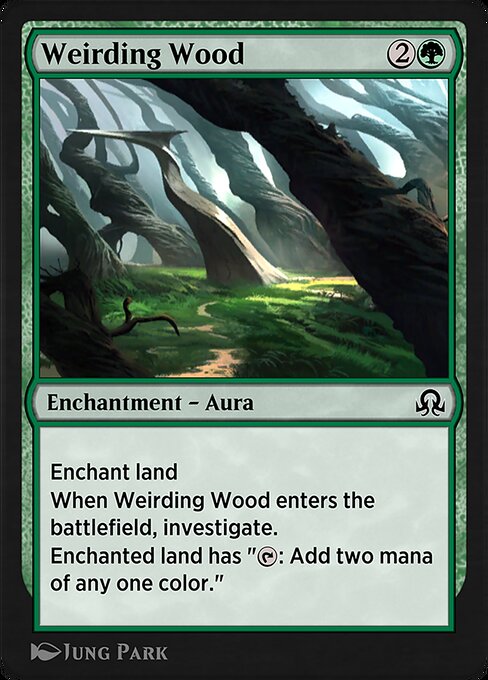 Weirding Wood 2
Enchantment – Aura
Enchant land
When Weirding Wood enters the
battlefield, investigate.
Enchanted land has ": Add two mana
of any one color."
Jung Park